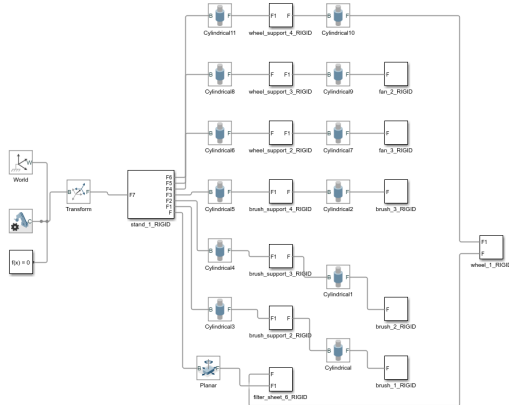 B F
F1 F
B F
Cylindrical11
wheel_support_4_RIGID
Cylindrical10
B F
F F1
B F
F
Cylindrical8
wheel_support_3_RIGID
Cylindrical9
fan_2_RIGID
B F
F F1
B F
F
Cylindrical6
wheel_support_2_RIGID
Cylindrical7
fan_3_RIGID
W
World
B F
Transform
C
f(x) = 0
F7
F6
F5
F4
F3
F2
F1
F
stand_1_RIGID
B F
F1 F
B F
F
Cylindrical5
brush_support_4_RIGID
Cylindrical2
brush_3_RIGID
B F
F1 F
Cylindrical4
brush_support_3_RIGID
F1
F
wheel_1_RIGID
B F
F
Cylindrical1
brush_2_RIGID
B F
F1 F
Cylindrical3
brush_support_2_RIGID
B F
F
Cylindrical
brush_1_RIGID
B F
Planar
F
F1
filter_sheet_6_RIGID